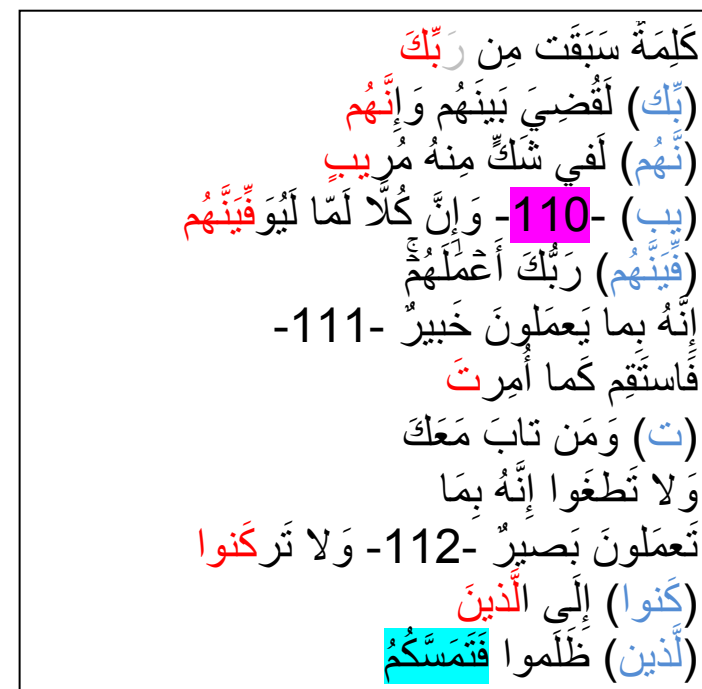 كَلِمَةٌ سَبَقَت مِن رَبِّكَ
(بِّك) لَقُضِيَ بَينَهُم وَإِنَّهُم
(نَّهُم) لَفي شَكٍّ مِنهُ مُريبٍ
(يب) -110- وَإِنَّ كُلًّا لَمّا لَيُوَفِّيَنَّهُم
(فِّيَنَّهُم) رَبُّكَ أَعۡمَٰلَهُمۡۚ
إِنَّهُ بِما يَعمَلونَ خَبيرٌ -111-
فَاستَقِم كَما أُمِرتَ
(ت) وَمَن تابَ مَعَكَ
وَلا تَطغَوا إِنَّهُ بِمَا
تَعمَلونَ بَصيرٌ -112- وَلا تَركَنوا
(كَنوا) إِلَى الَّذينَ
(لَّذين) ظَلَموا فَتَمَسَّكُمُ